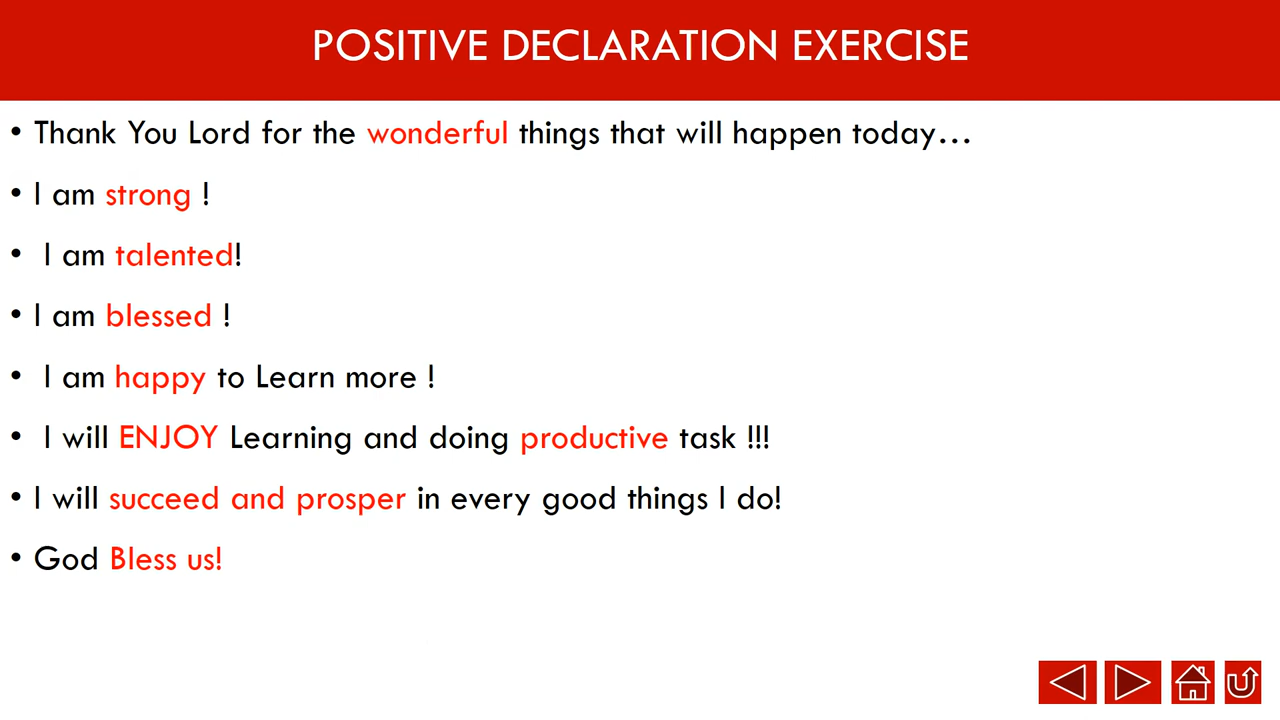 POSITIVE DECLARATION EXERCISE
• Thank You Lord for the wonderful things that will happen today…
• I am strong !
• I am talented!
• I am blessed !
• I am happy to Learn more !
• I will ENJOY Learning and doing productive task !!!
• I will succeed and prosper in every good things I do!
• God Bless us!